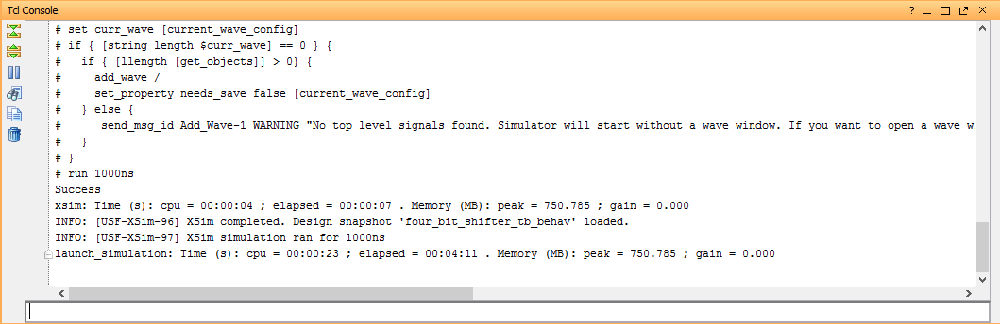 Tcl Console
# set curr_wave [current_wave_config]
# if { [string length $curr_wave] == 0 } {
#   if { [llength [get_objects]] > 0} {
#     add_wave /
#     set_property needs_save false [current_wave_config]
#   } else {
#      send_msg_id Add_Wave-1 WARNING "No top level signals found. Simulator will start without a wave window. If you want to open a wave
#   }
# }
# run 1000ns
Success
xsim: Time (s): cpu = 00:00:04 ; elapsed = 00:00:07 . Memory (MB): peak = 750.785 ; gain = 0.000
INFO: [USF-XSim-96] XSim completed. Design snapshot 'four_bit_shifter_tb_behav' loaded.
INFO: [USF-XSim-97] XSim simulation ran for 1000ns
launch_simulation: Time (s): cpu = 00:00:23 ; elapsed = 00:04:11 . Memory (MB): peak = 750.785 ; gain = 0.000